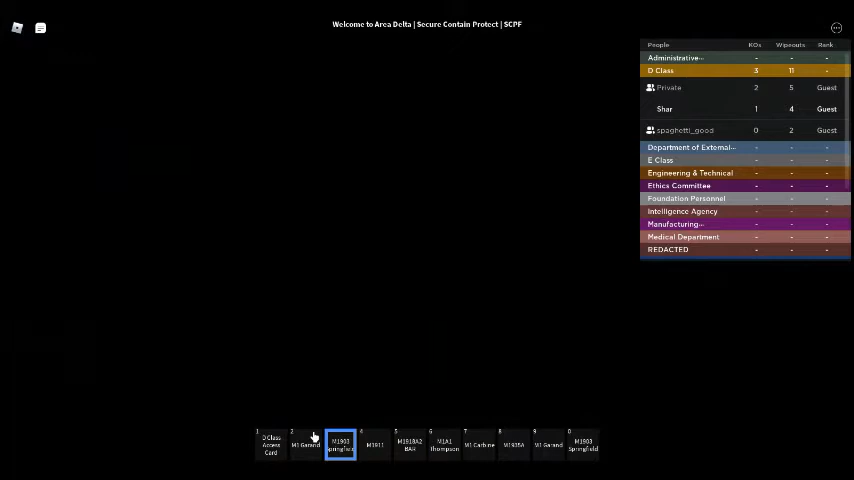 Welcome to Area Delta | Secure Contain Protect | SCPF
People KOs Wipeouts Rank
Administrative... - - -
D Class 3 11 -
Private 2 5 Guest
Shar 1 4 Guest
spaghetti_good 0 2 Guest
Department of External... - - -
E Class - - -
Engineering & Technical - - -
Ethics Committee - - -
Foundation Personnel - - -
Intelligence Agency - - -
Manufacturing... - - -
Medical Department - - -
REDACTED - - -
1 2 3 4 5 6 7 8 9 0
D Class Access Card
M1 Garand
M1903 Springfield
M1911
M1918A2 BAR
M1A1 Thompson
M1 Carbine
M1935A
M1 Garand
M1903 Springfield